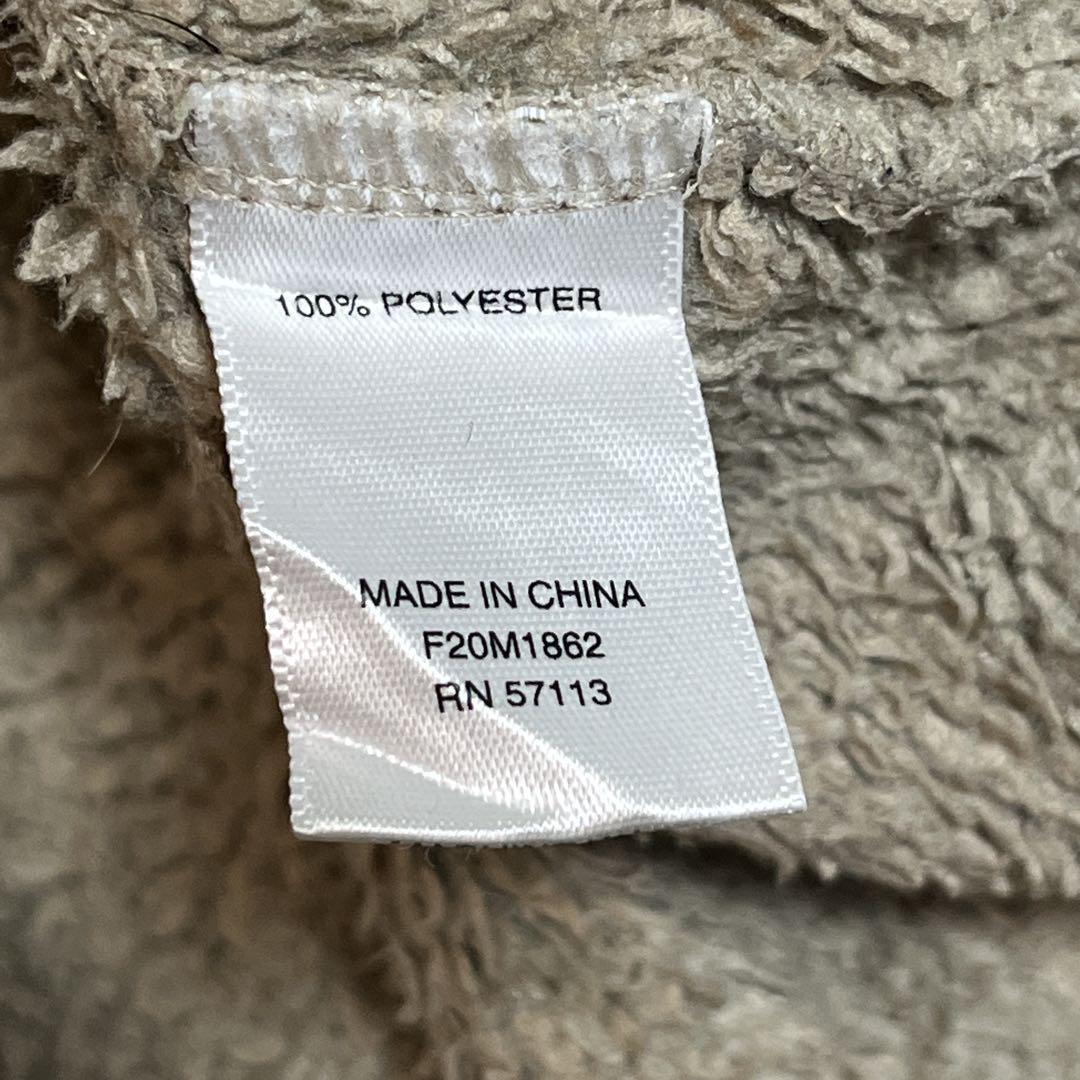 100% POLYESTER
MADE IN CHINA
F20M1862
RN 57113